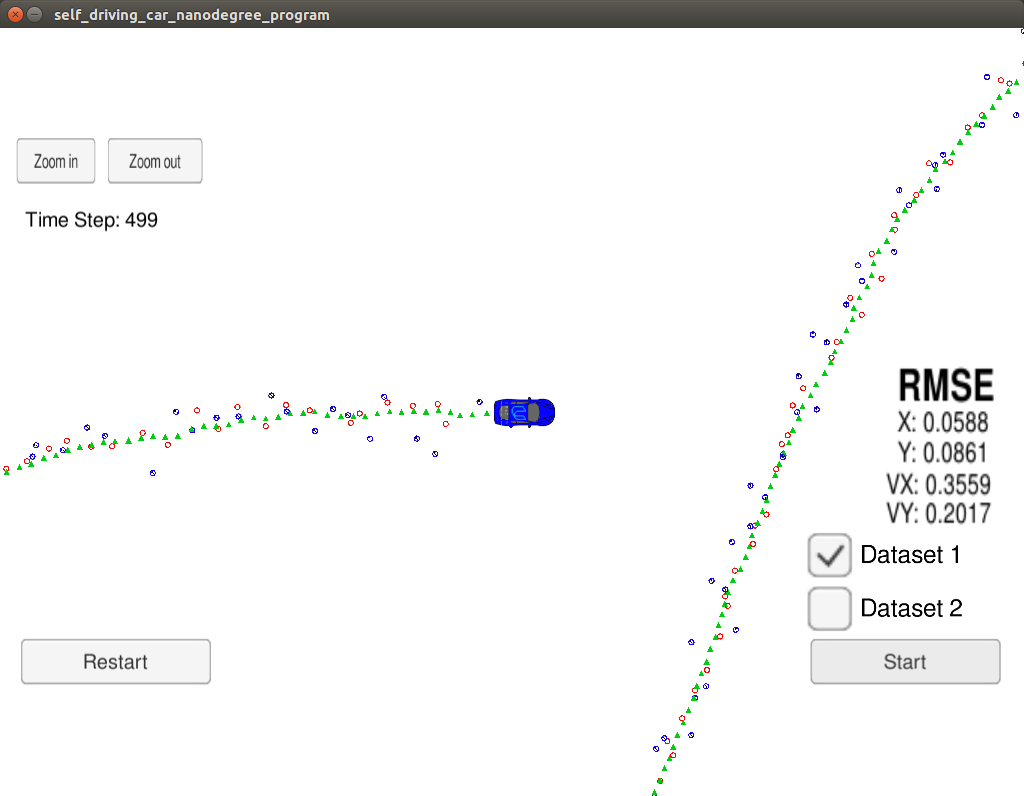 self_driving_car_nanodegree_program
Zoom in
Zoom out
Time Step: 499
RMSE
X: 0.0588
Y: 0.0861
VX: 0.3559
VY: 0.2017
Dataset 1
Dataset 2
Restart
Start